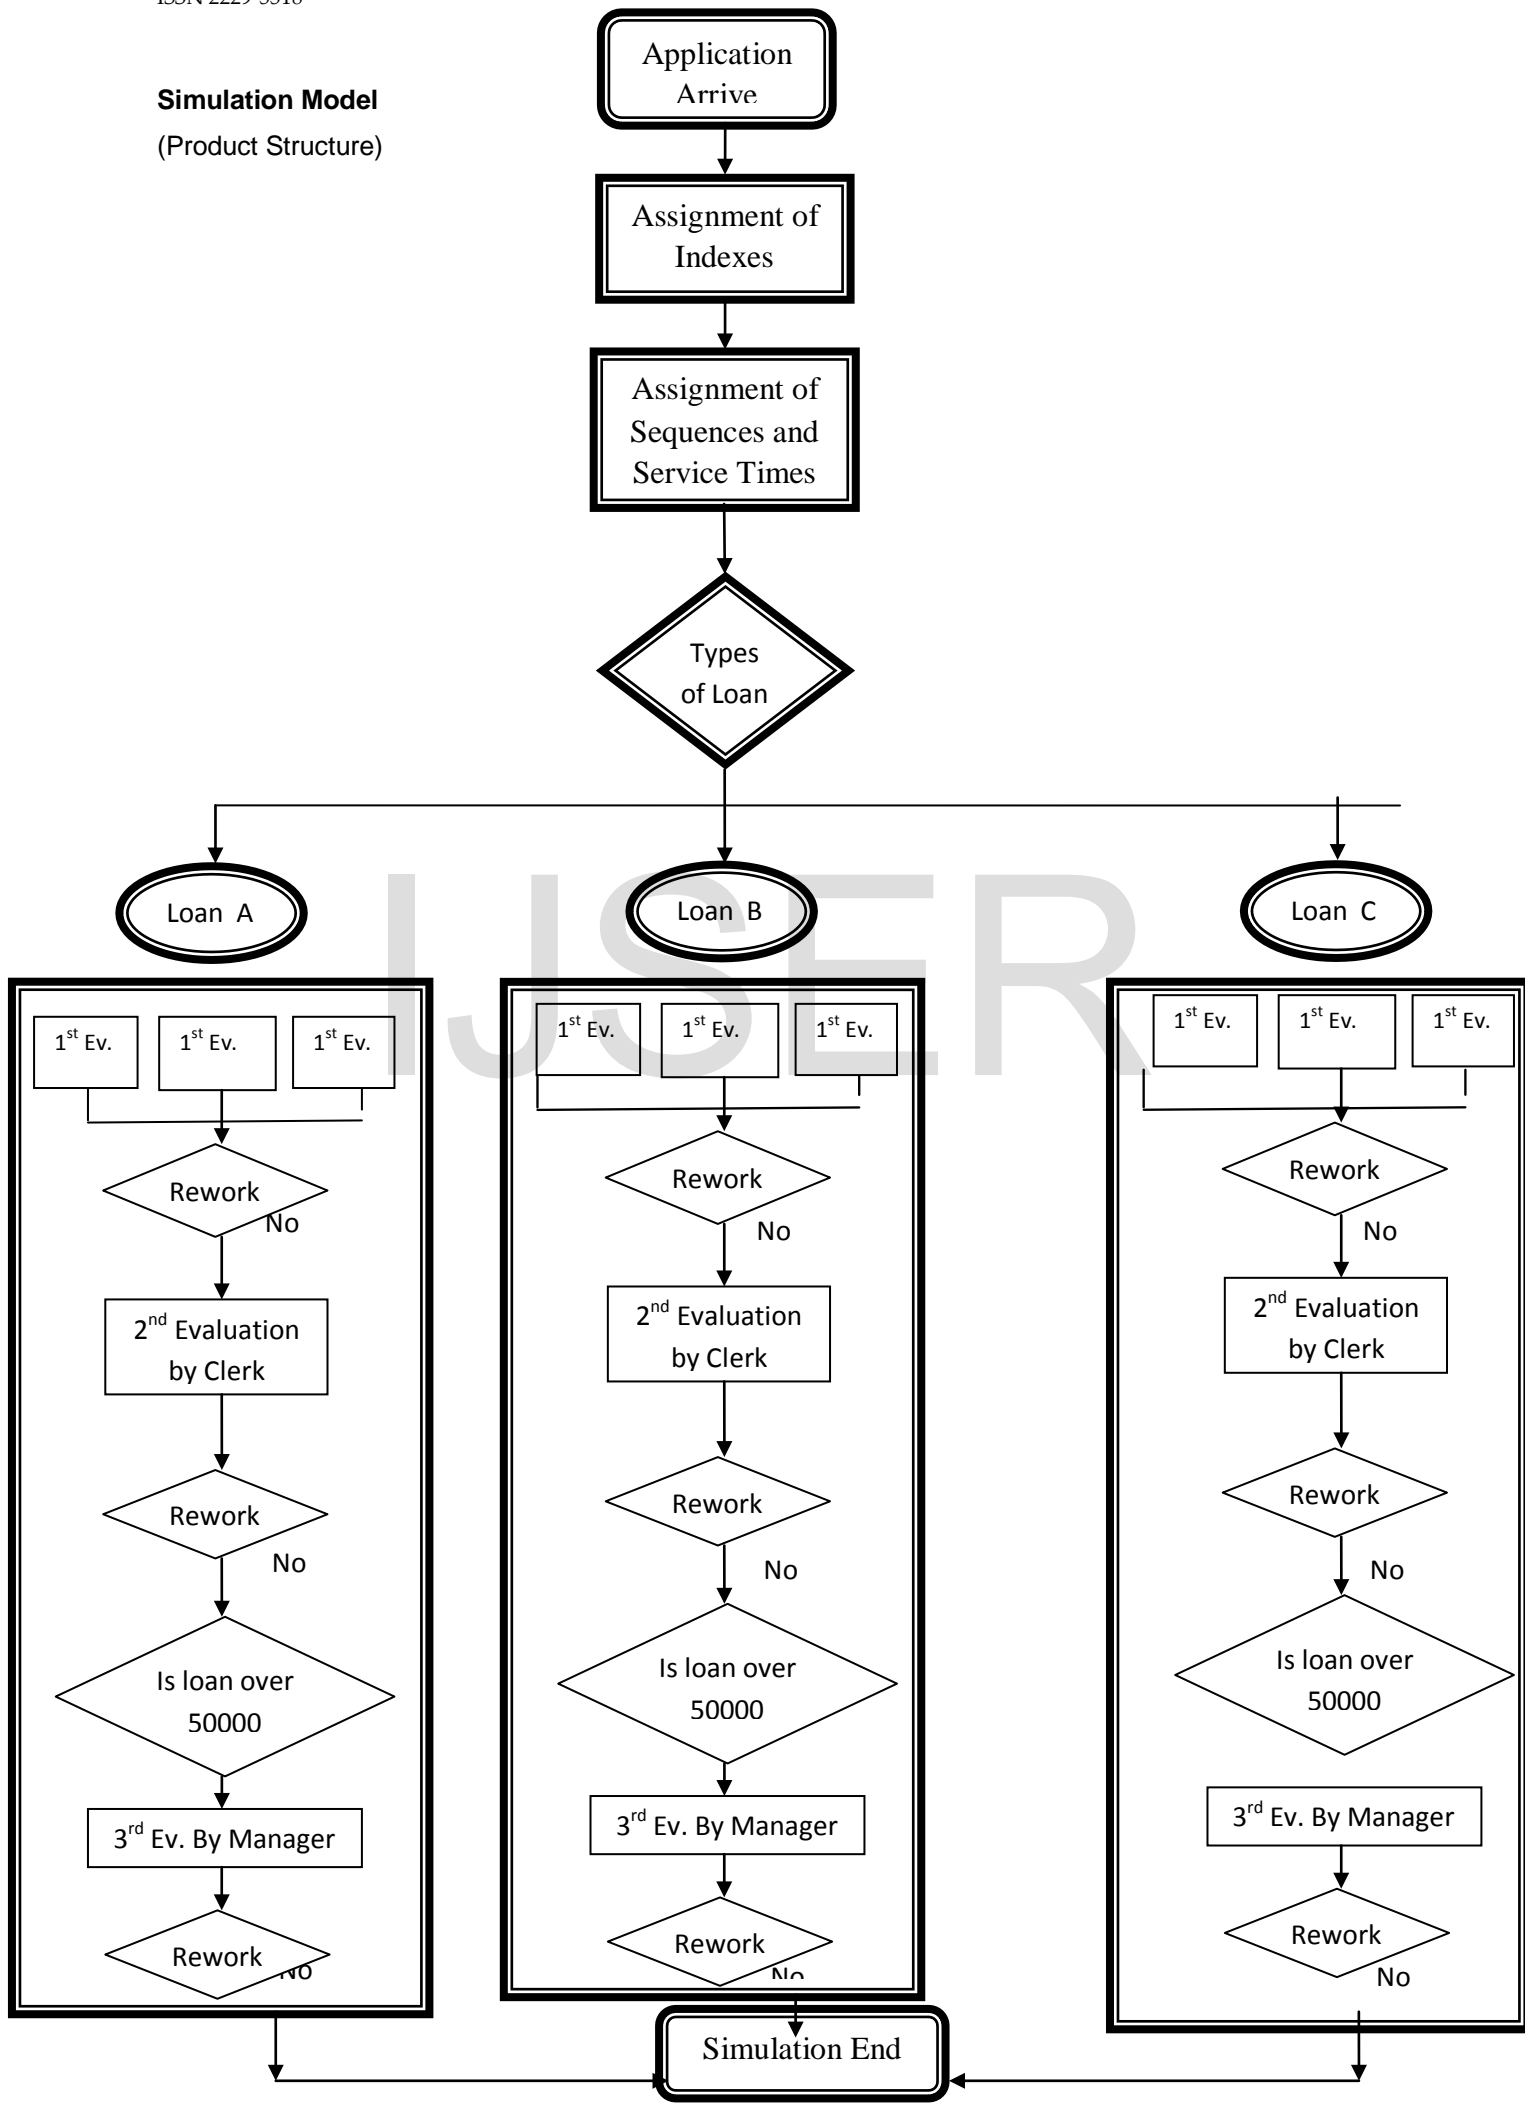 ISSN 2229-5518
Simulation Model
(Product Structure)
Application
Arrive
Assignment of
Indexes
Assignment of
Sequences and
Service Times
Types
of Loan
IJSER
Loan A
Loan B
Loan C
1st Ev.
1st Ev.
1st Ev.
Rework
No
2nd Evaluation
by Clerk
Rework
No
Is loan over
50000
3rd Ev. By Manager
Rework
No
1st Ev.
1st Ev.
1st Ev.
Rework
No
2nd Evaluation
by Clerk
Rework
No
Is loan over
50000
3rd Ev. By Manager
Rework
No
1st Ev.
1st Ev.
1st Ev.
Rework
No
2nd Evaluation
by Clerk
Rework
No
Is loan over
50000
3rd Ev. By Manager
Rework
No
Simulation End